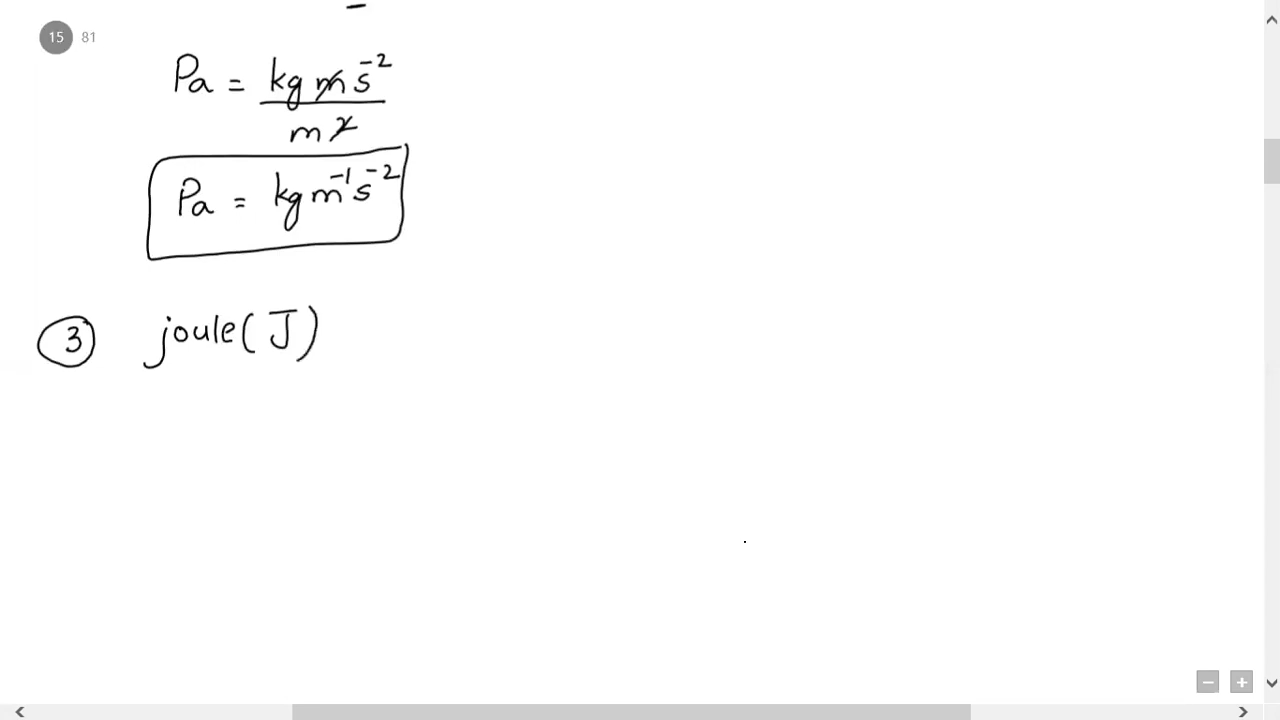 15 81
Pa = kg m s⁻²
m²
Pa = kg m⁻¹ s⁻²
3 joule (J)